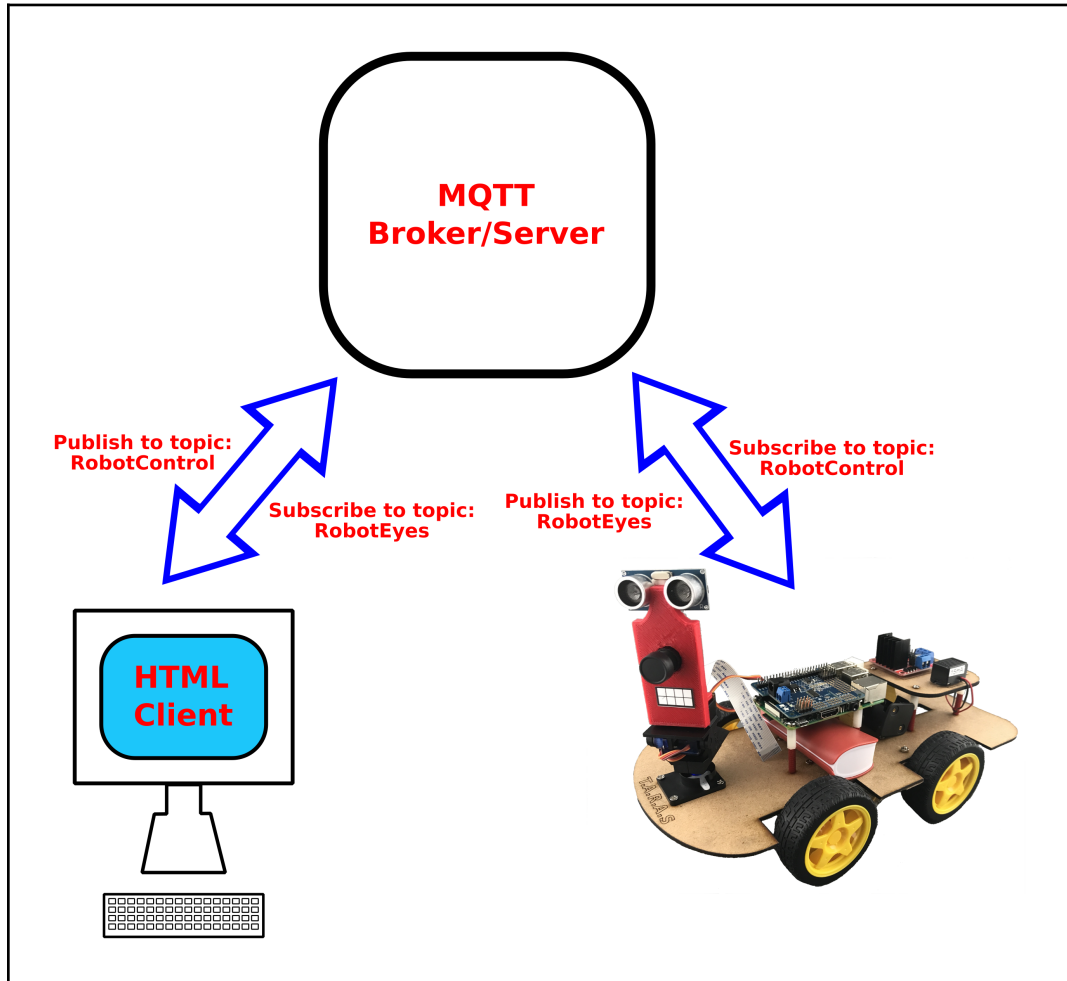 MQTT
Broker/Server
Publish to topic:
RobotControl
Subscribe to topic:
RobotEyes
Publish to topic:
RobotEyes
Subscribe to topic:
RobotControl
HTML
Client
T.A.R.A.S